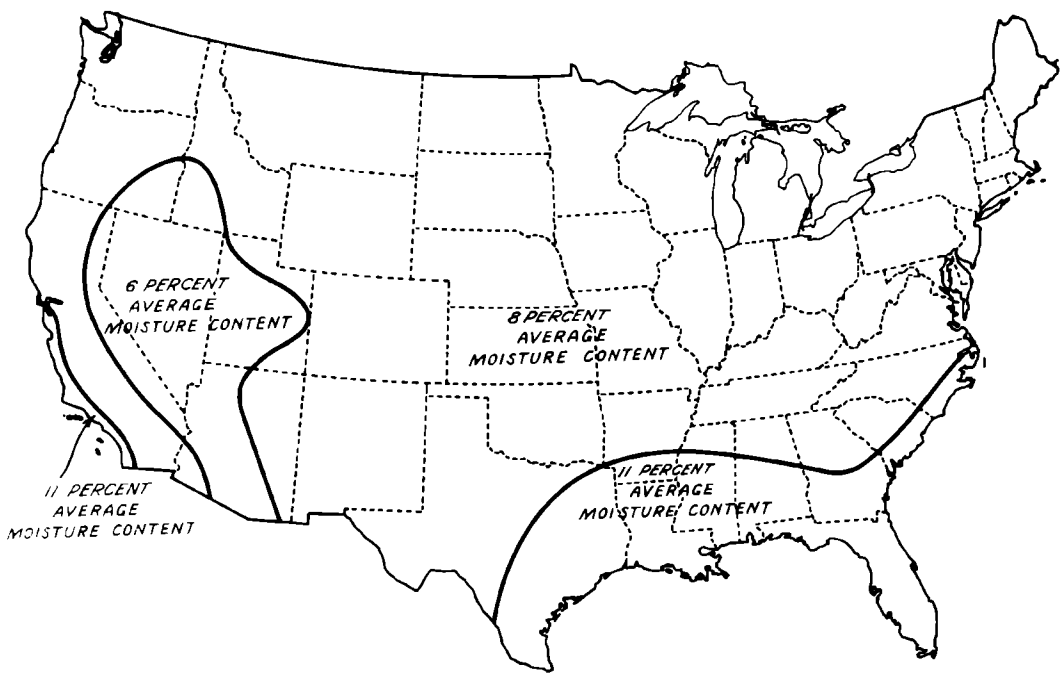 6 PERCENT
AVERAGE
MOISTURE CONTENT
8 PERCENT
AVERAGE
MOISTURE CONTENT
11 PERCENT
AVERAGE
MOISTURE CONTENT
11 PERCENT
AVERAGE
MOISTURE CONTENT